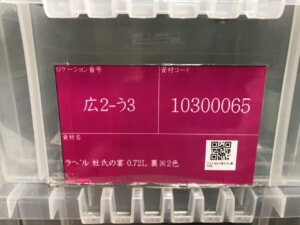 ロケーション番号
資材コード
広2-う3
10300065
資材名
ラベル 杜氏の宴 0.72L 裏※2色